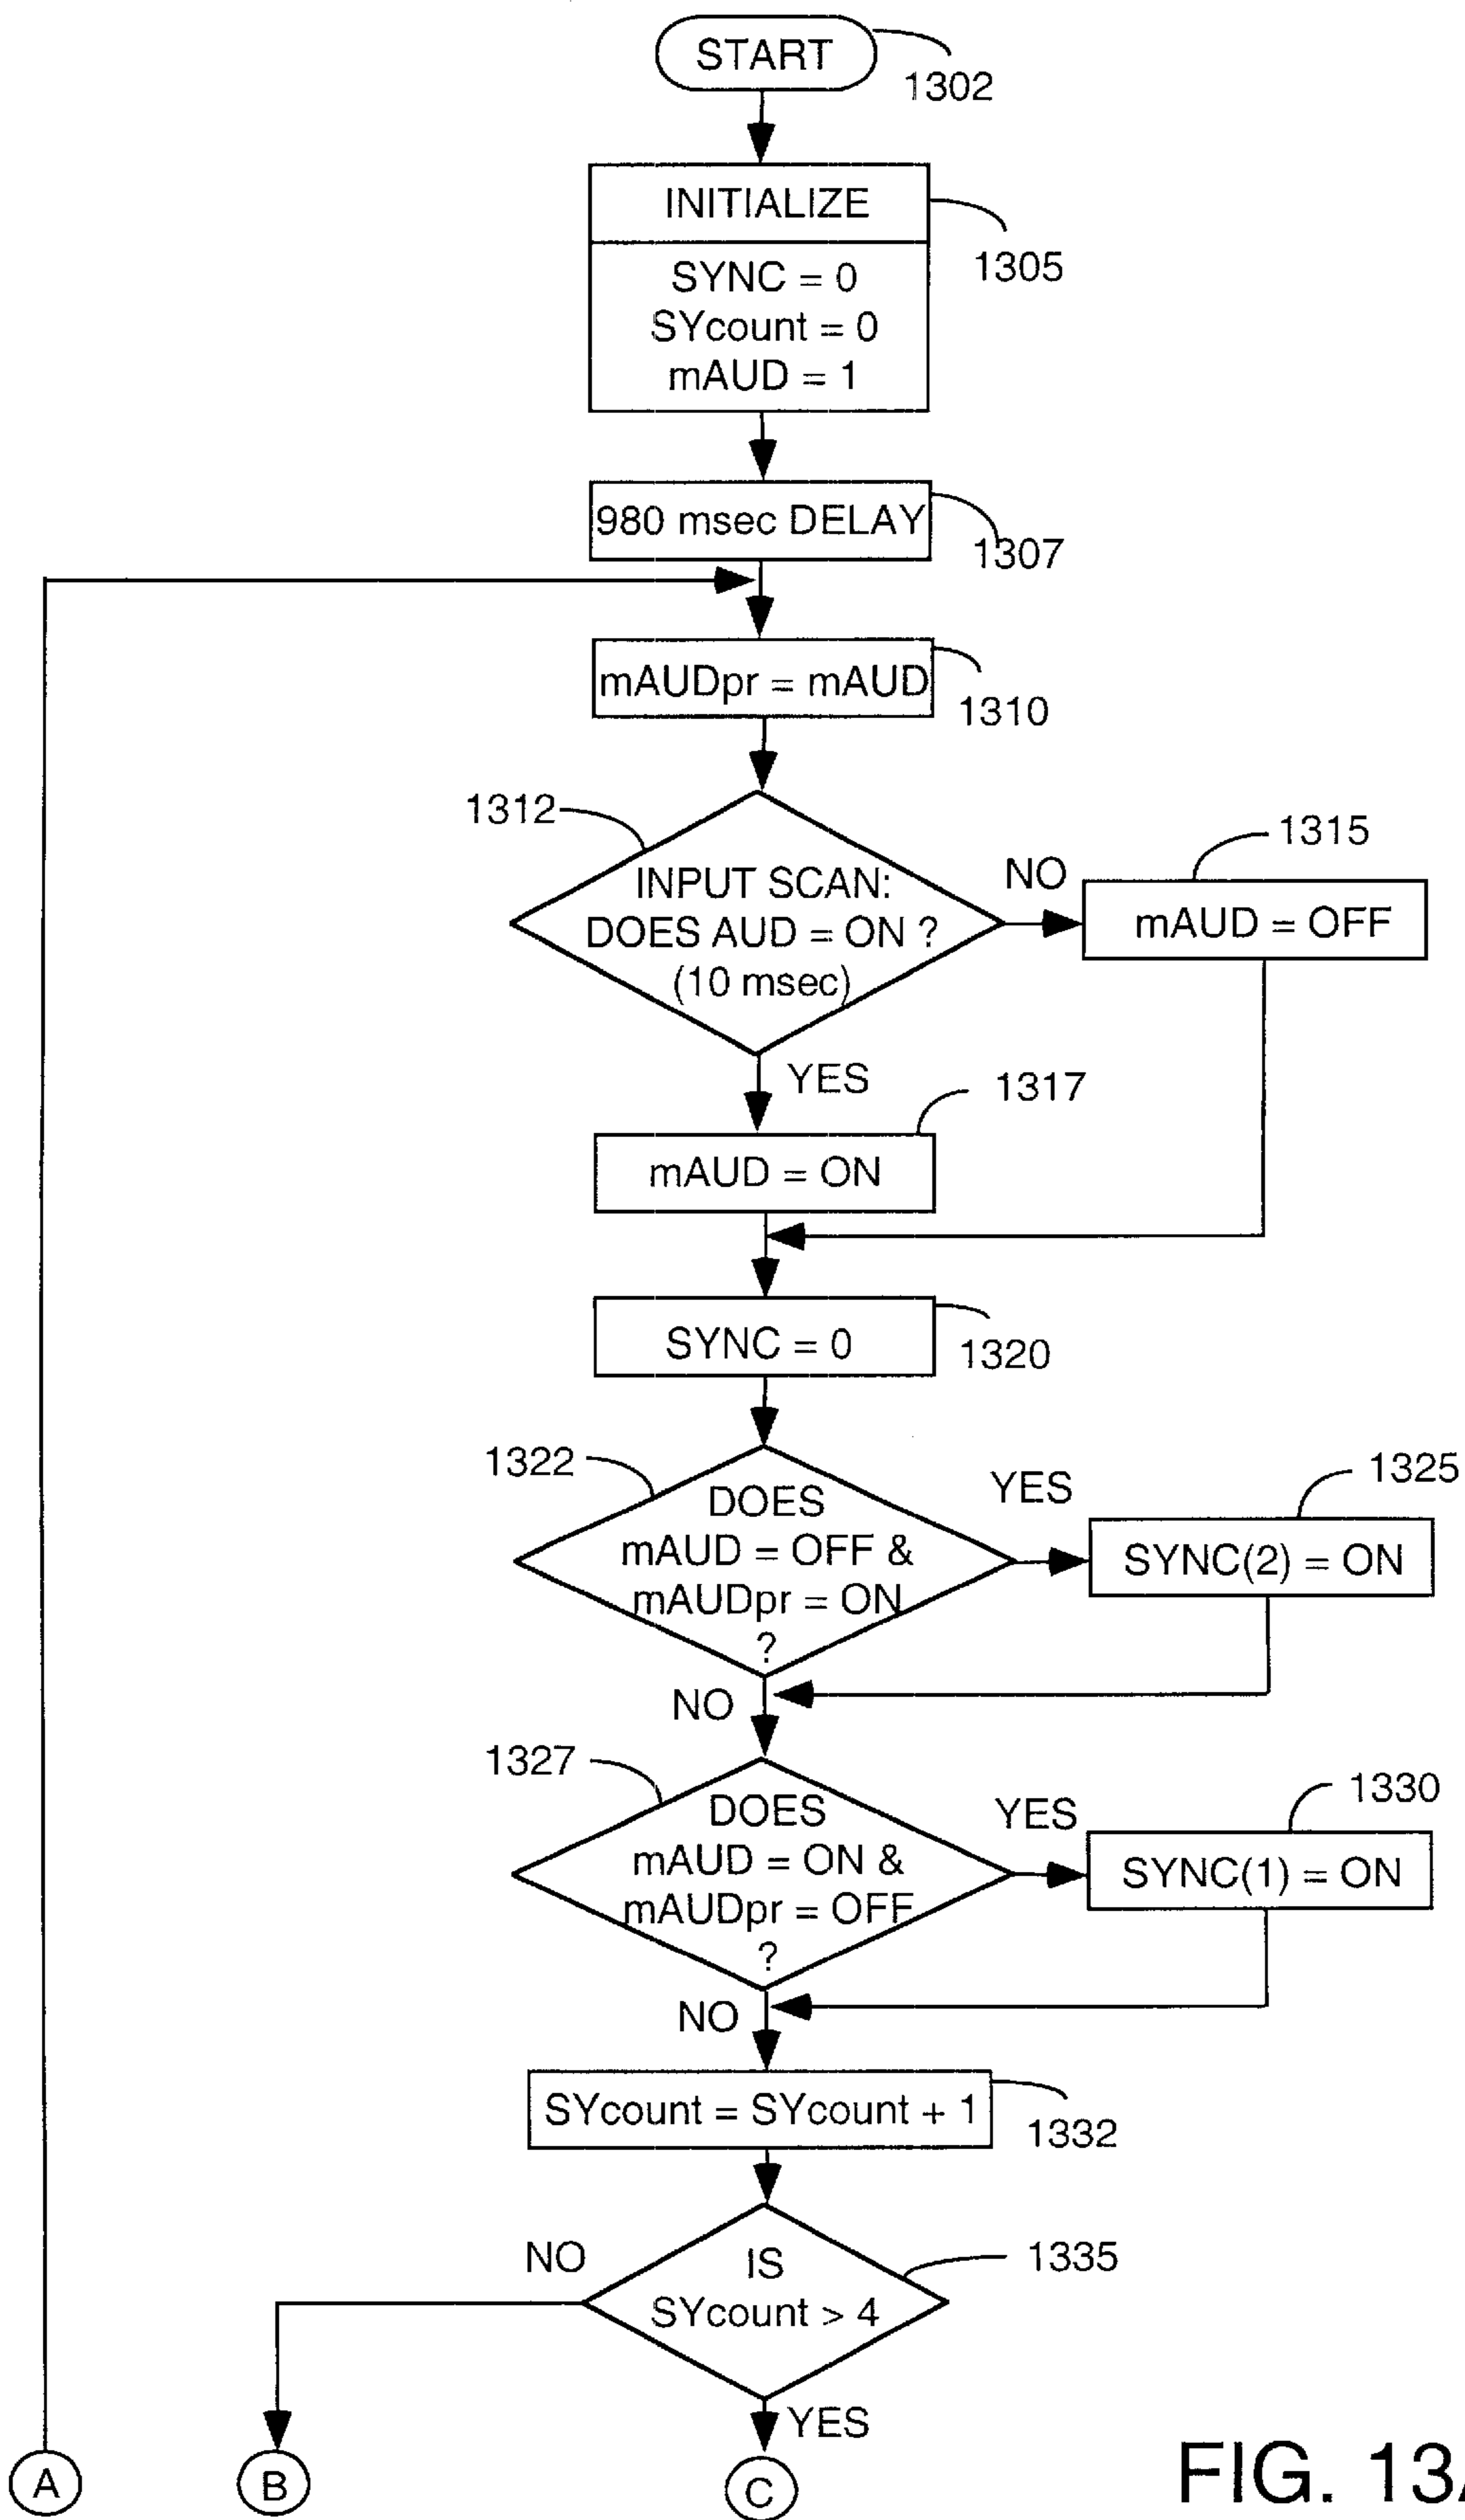 START
1302
INITIALIZE
1305
SYNC = 0
SYcount = 0
mAUD = 1
980 msec DELAY
1307
mAUDpr = mAUD
1310
1312
INPUT SCAN:
DOES AUD = ON ?
(10 msec)
NO
1315
mAUD = OFF
YES
1317
mAUD = ON
SYNC = 0
1320
1322
DOES
mAUD = OFF &
mAUDpr = ON
?
YES
1325
SYNC(2) = ON
NO
1327
DOES
mAUD = ON &
mAUDpr = OFF
?
YES
1330
SYNC(1) = ON
NO
SYcount = SYcount + 1
1332
NO
IS
SYcount > 4
1335
YES
A
B
C
FIG. 13A